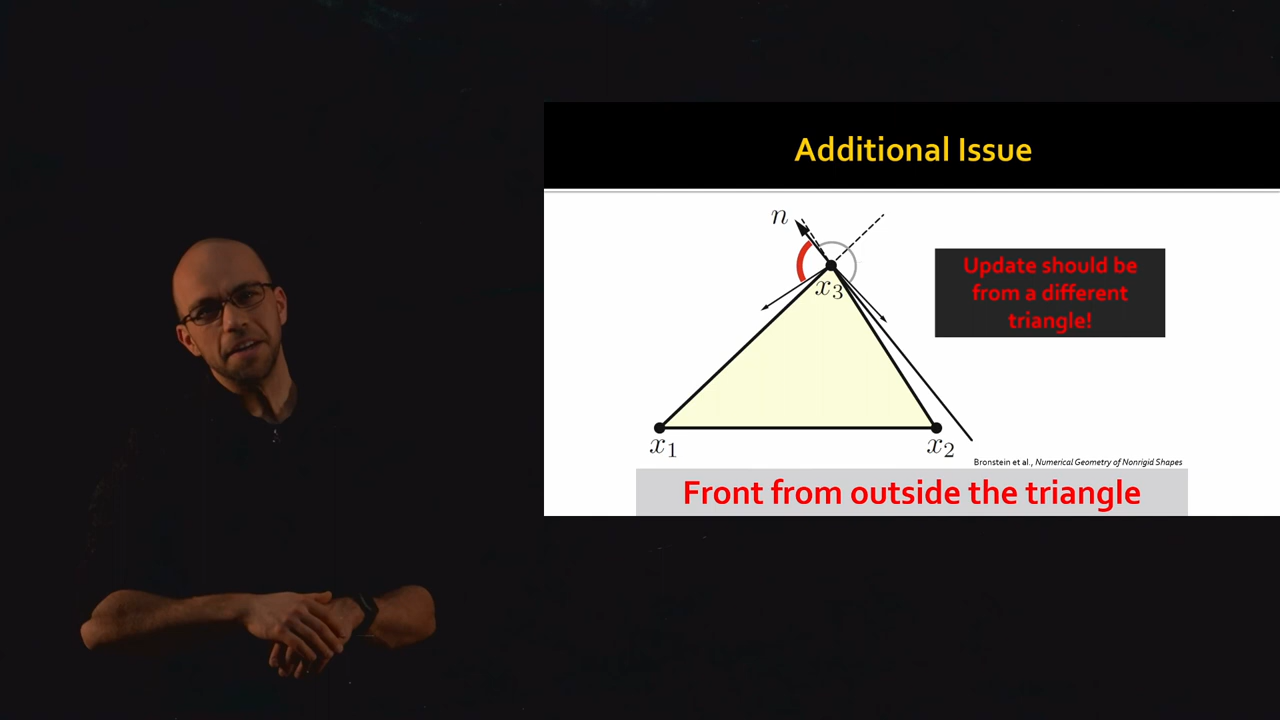 Additional Issue
n
Update should be
from a different
triangle!
x3
x1
x2
Bronstein et al., Numerical Geometry of Nonrigid Shapes
Front from outside the triangle